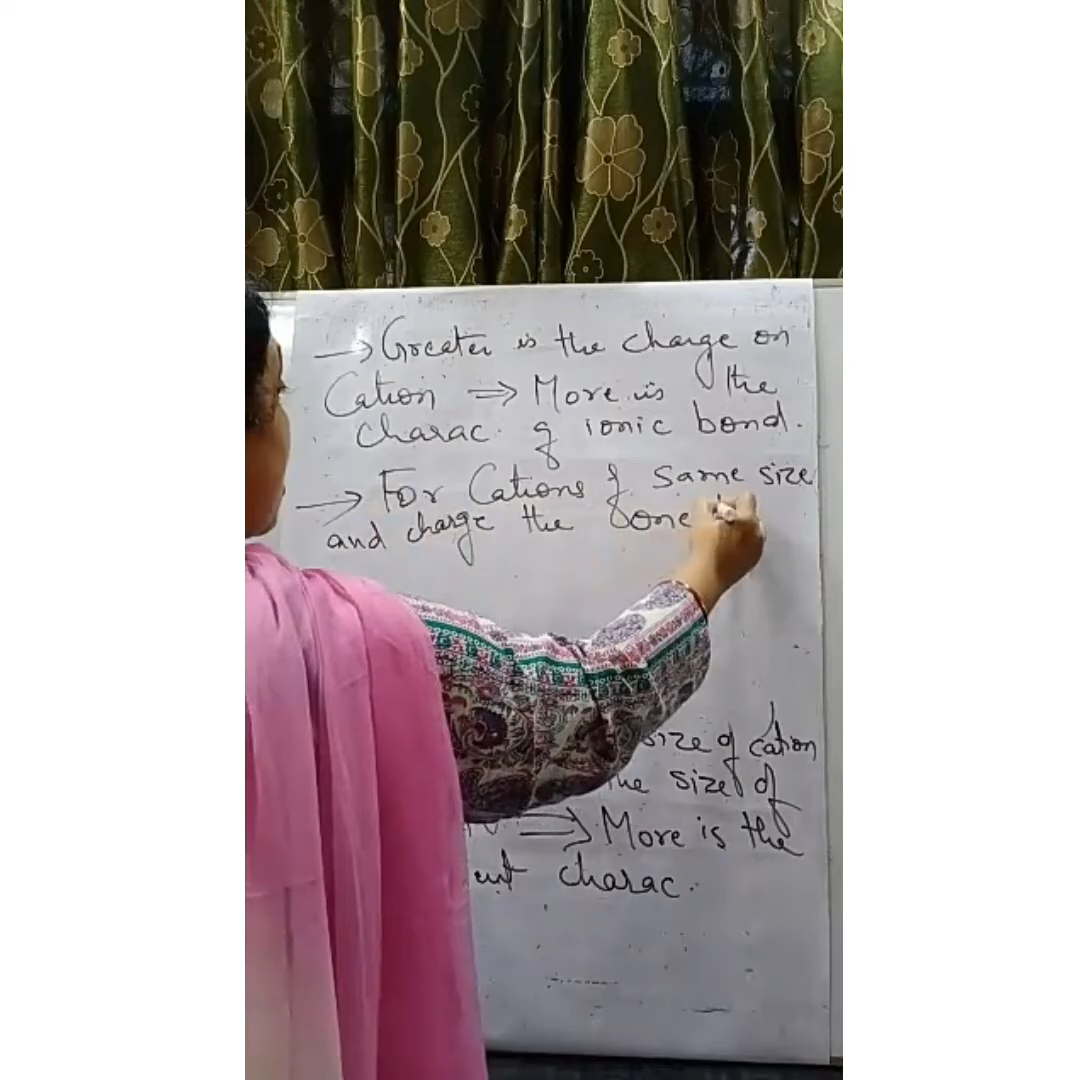 → Greater is the charge on
Cation ⇒ More is the
charac. of ionic bond.
→ For Cations of same size
and charge the one
size of cation
the size of
⇒ More is the
ent charac.